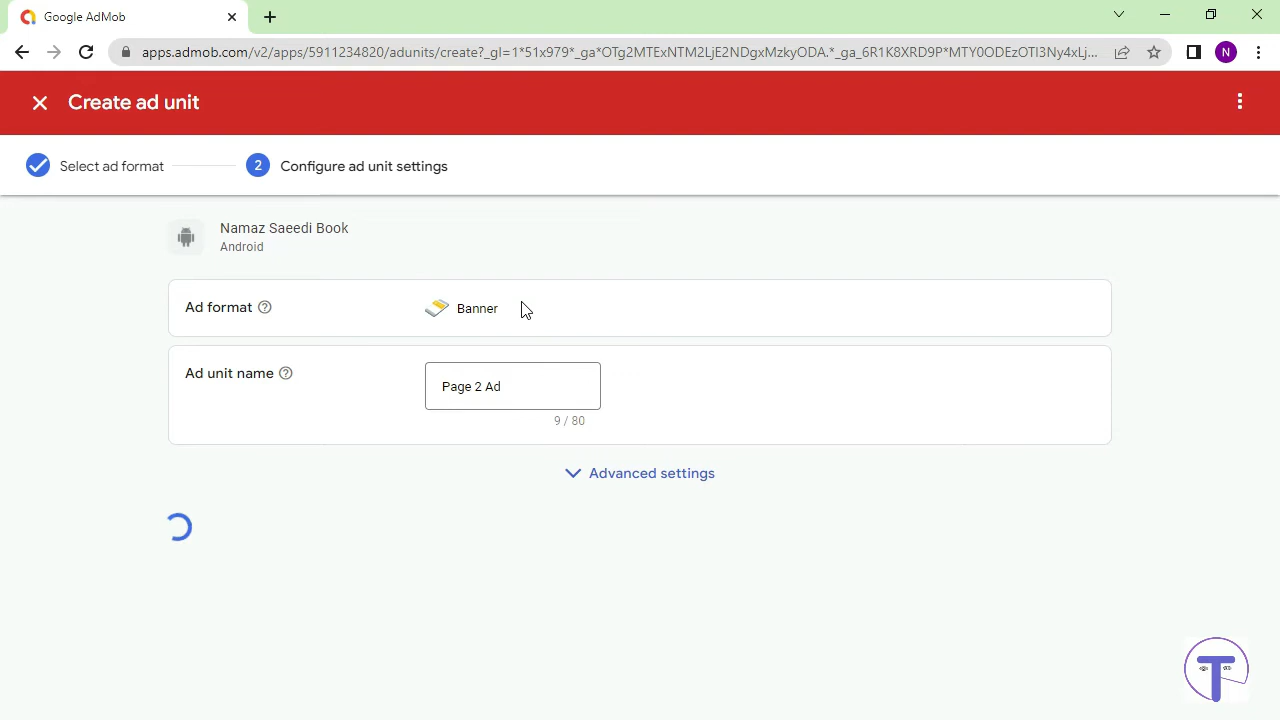 Google AdMob
apps.admob.com/v2/apps/5911234820/adunits/create?_gl=1*51x979*_ga*OTg2MTExNTM2LjE2NDgxMzkyODA.*_ga_6R1K8XRD9P*MTY0ODEzOTI3Ny4xLj...
N
Create ad unit
Select ad format
2
Configure ad unit settings
Namaz Saeedi Book
Android
Ad format
Banner
Ad unit name
Page 2 Ad
9 / 80
Advanced settings
T